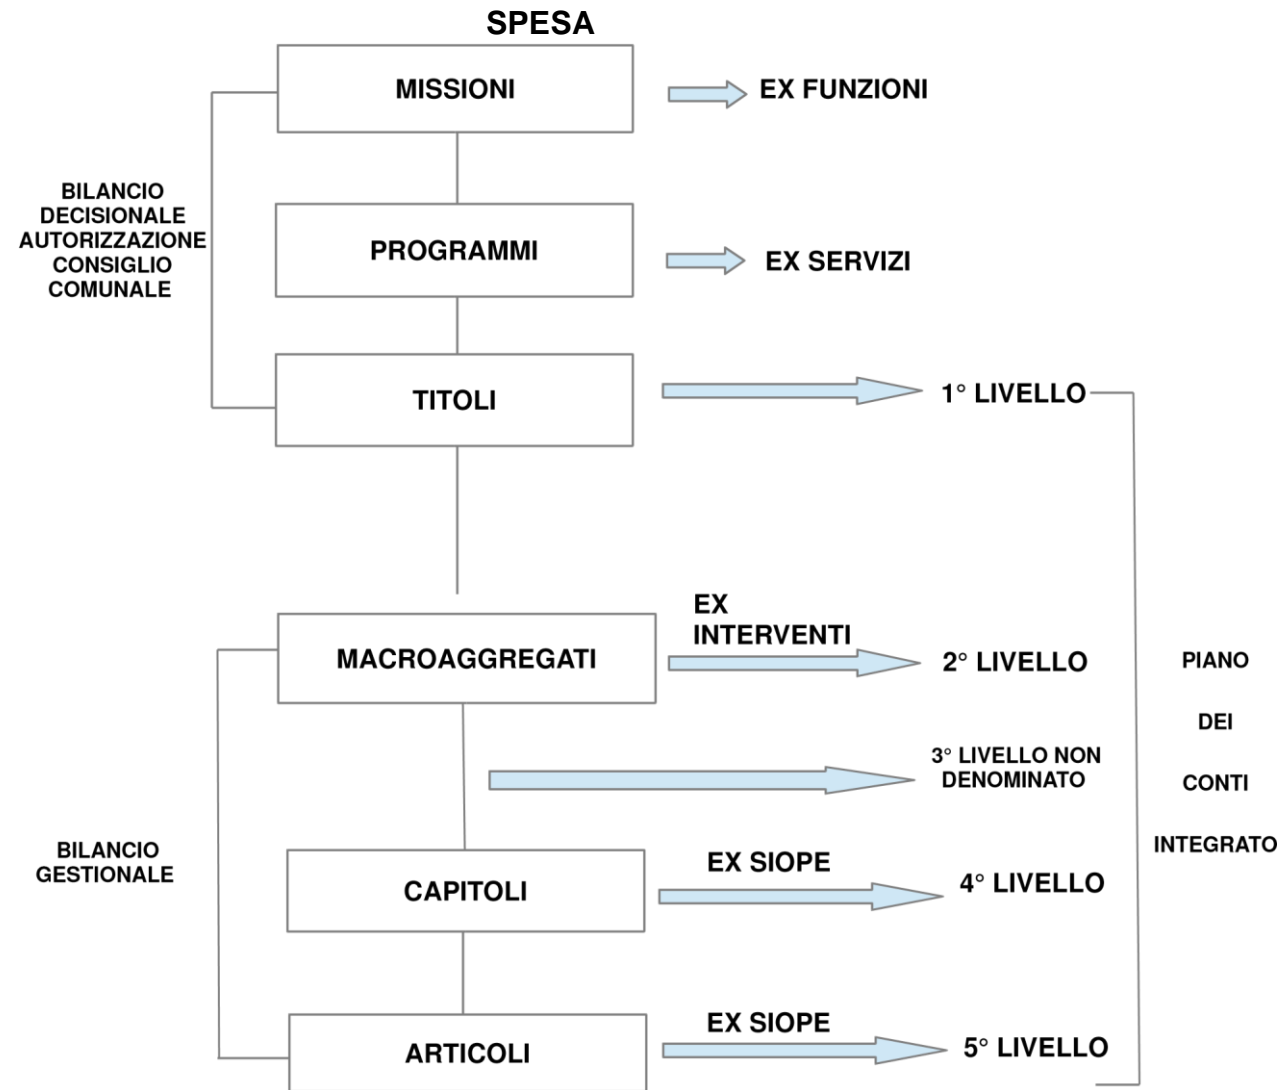 SPESA
MISSIONI
EX FUNZIONI
BILANCIO
DECISIONALE
AUTORIZZAZIONE
CONSIGLIO
COMUNALE
PROGRAMMI
EX SERVIZI
TITOLI
1° LIVELLO
MACROAGGREGATI
EX
INTERVENTI
2° LIVELLO
3° LIVELLO NON
DENOMINATO
BILANCIO
GESTIONALE
CAPITOLI
EX SIOPE
4° LIVELLO
ARTICOLI
EX SIOPE
5° LIVELLO
PIANO
DEI
CONTI
INTEGRATO